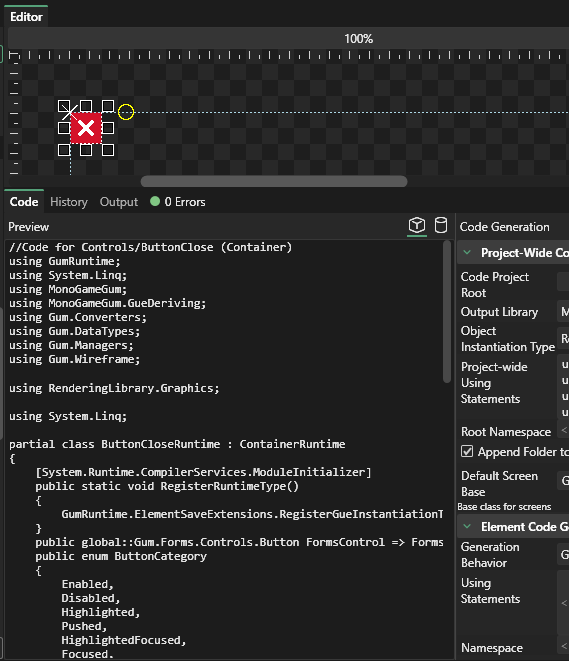 Editor
100%
Code History Output 0 Errors
Preview
//Code for Controls/ButtonClose (Container)
using GumRuntime;
using System.Linq;
using MonoGameGum;
using MonoGameGum.GueDeriving;
using Gum.Converters;
using Gum.DataTypes;
using Gum.Managers;
using Gum.Wireframe;
using RenderingLibrary.Graphics;
using System.Linq;
partial class ButtonCloseRuntime : ContainerRuntime
{
[System.Runtime.CompilerServices.ModuleInitializer]
public static void RegisterRuntimeType()
{
GumRuntime.ElementSaveExtensions.RegisterGueInstantiationT
}
public global::Gum.Forms.Controls.Button FormsControl => Forms
public enum ButtonCategory
{
Enabled,
Disabled,
Highlighted,
Pushed,
HighlightedFocused,
Focused,
Code Generation
Project-Wide Co
Code Project
Root
Output Library M
Object
Instantiation Type
Project-wide
Using
Statements
u
u
u
u
Root Namespace <
Append Folder to
Default Screen
Base
G
Base class for screens
Element Code G
Generation
Behavior
G
Using
Statements
<
Namespace <